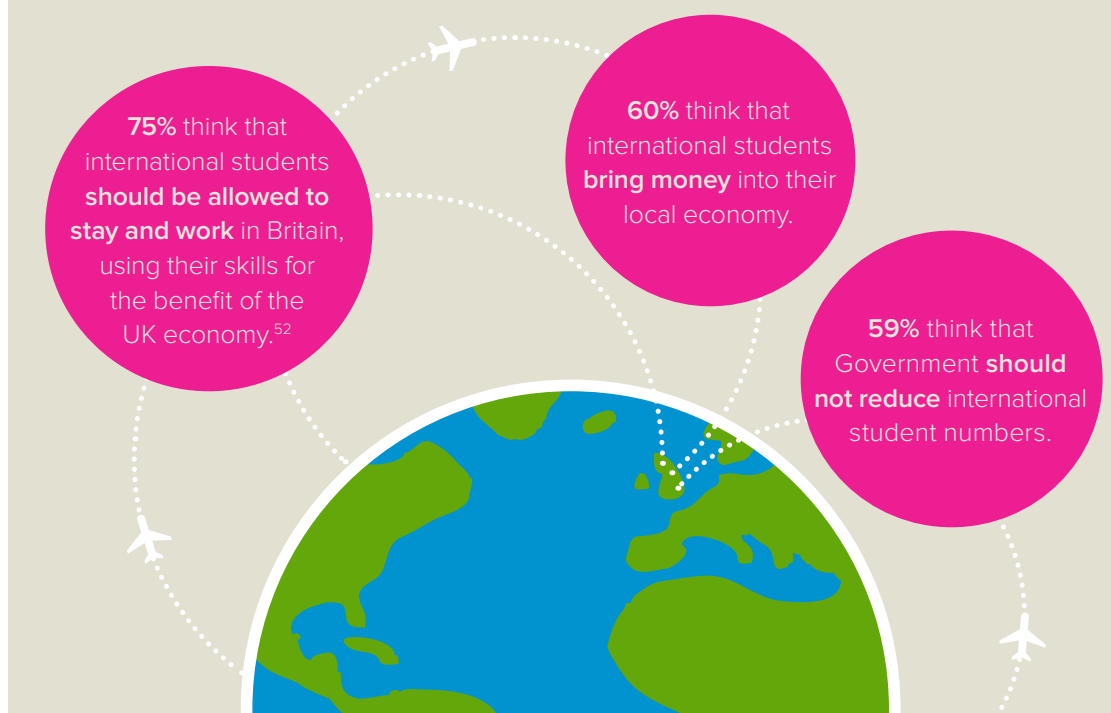 75% think that
international students
should be allowed to
stay and work in Britain,
using their skills for
the benefit of the
UK economy.52
60% think that
international students
bring money into their
local economy.
59% think that
Government should
not reduce international
student numbers.